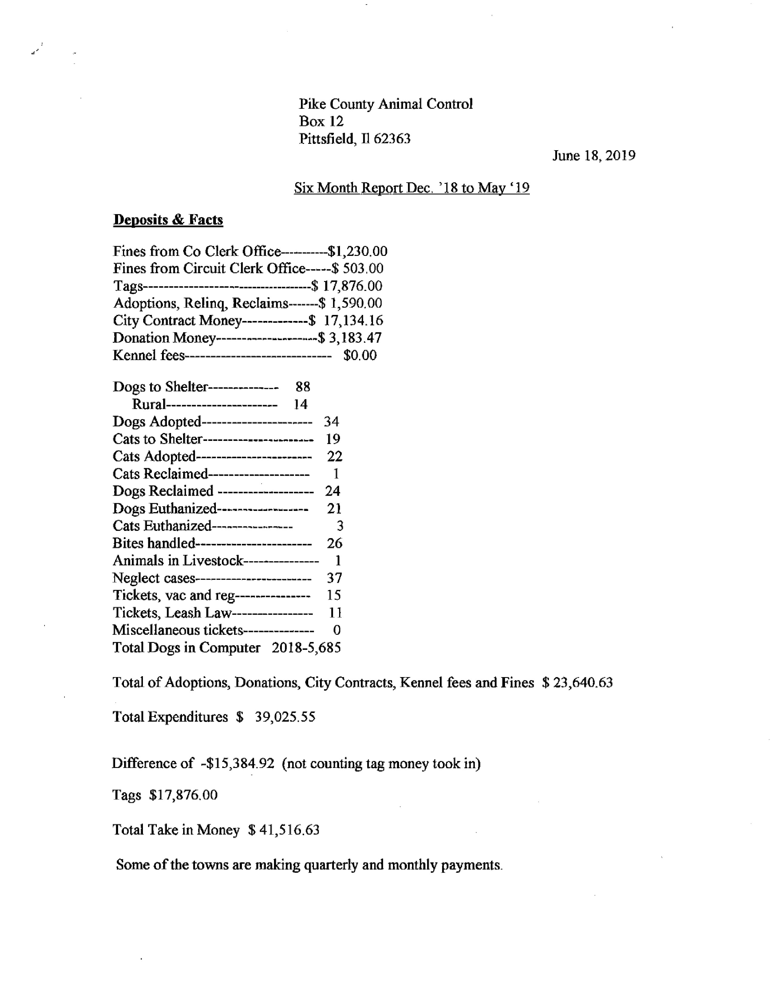 Pike County Animal Control
Box 12
Pittsfield, Il 62363
June 18, 2019
Six Month Report Dec. ’18 to May ‘19
Deposits & Facts
Fines from Co Clerk Office-----------$1,230.00
Fines from Circuit Clerk Office------$ 503.00
Tags---------------------------------------$ 17,876.00
Adoptions, Relinq, Reclaims-------$ 1,590.00
City Contract Money-------------$ 17,134.16
Donation Money--------------------$ 3,183.47
Kennel fees----------------------------- $0.00
Dogs to Shelter-------------- 88
Rural---------------------- 14
Dogs Adopted---------------------- 34
Cats to Shelter---------------------- 19
Cats Adopted----------------------- 22
Cats Reclaimed-------------------- 1
Dogs Reclaimed ------------------- 24
Dogs Euthanized------------------ 21
Cats Euthanized---------------- 3
Bites handled----------------------- 26
Animals in Livestock--------------- 1
Neglect cases----------------------- 37
Tickets, vac and reg--------------- 15
Tickets, Leash Law---------------- 11
Miscellaneous tickets-------------- 0
Total Dogs in Computer 2018-5,685
Total of Adoptions, Donations, City Contracts, Kennel fees and Fines $ 23,640.63
Total Expenditures $ 39,025.55
Difference of -$15,384.92 (not counting tag money took in)
Tags $17,876.00
Total Take in Money $ 41,516.63
Some of the towns are making quarterly and monthly payments.